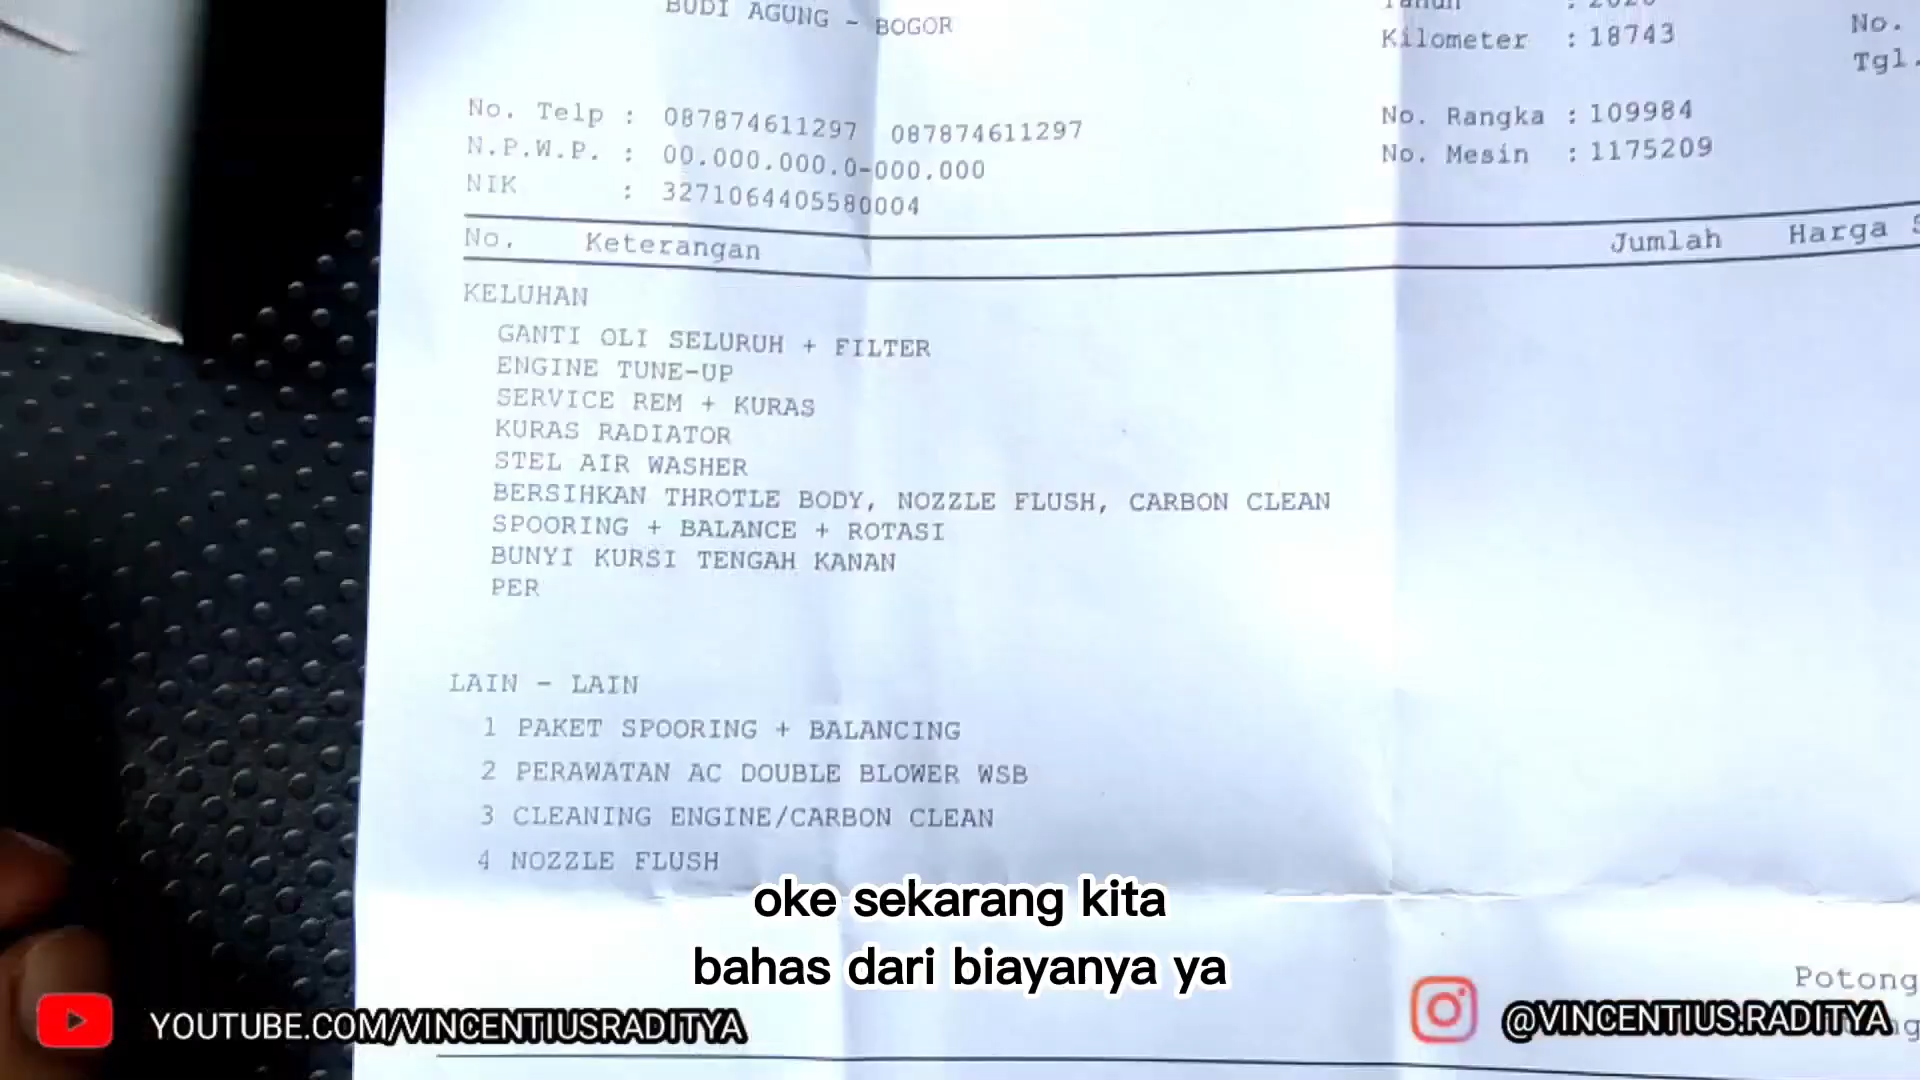 BUDI AGUNG - BOGOR
Kilometer : 18743
No.
Tgl.
No. Telp : 087874611297 087874611297
N.P.W.P. : 00.000.000.0-000.000
NIK : 3271064405580004
No. Rangka : 109984
No. Mesin : 1175209
No. Keterangan Jumlah Harga S
KELUHAN
GANTI OLI SELURUH + FILTER
ENGINE TUNE-UP
SERVICE REM + KURAS
KURAS RADIATOR
STEL AIR WASHER
BERSIHKAN THROTLE BODY, NOZZLE FLUSH, CARBON CLEAN
SPOORING + BALANCE + ROTASI
BUNYI KURSI TENGAH KANAN
PER
LAIN - LAIN
1 PAKET SPOORING + BALANCING
2 PERAWATAN AC DOUBLE BLOWER WSB
3 CLEANING ENGINE/CARBON CLEAN
4 NOZZLE FLUSH
oke sekarang kita
bahas dari biayanya ya
Potong
YOUTUBE.COM/VINCENTIUSRADITYA
@VINCENTIUS.RADITYA